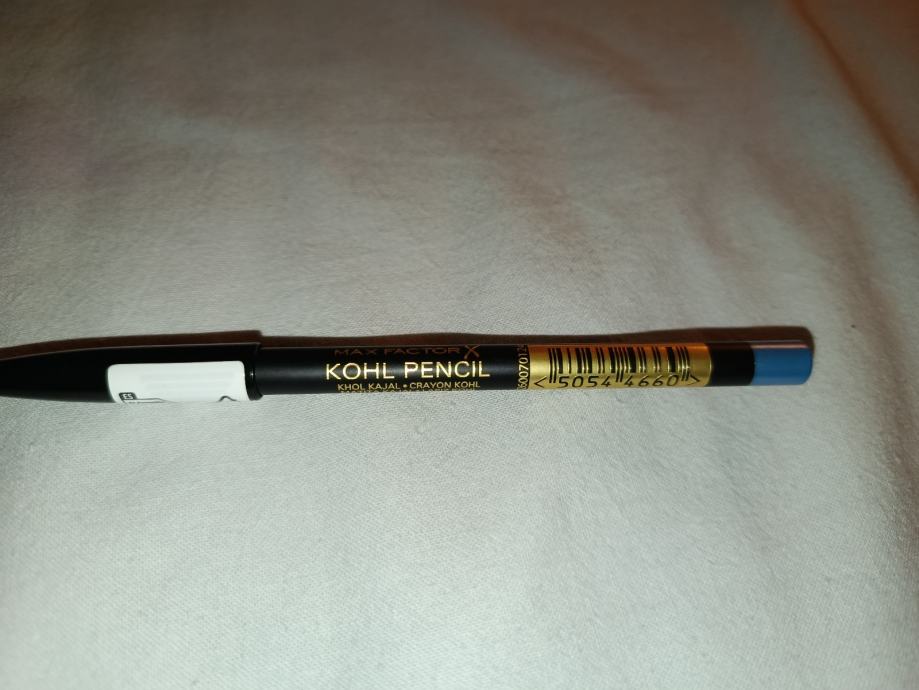 MAX FACTOR X
KOHL PENCIL
KHOL KAJAL • CRAYON KOHL
<5054 4660>